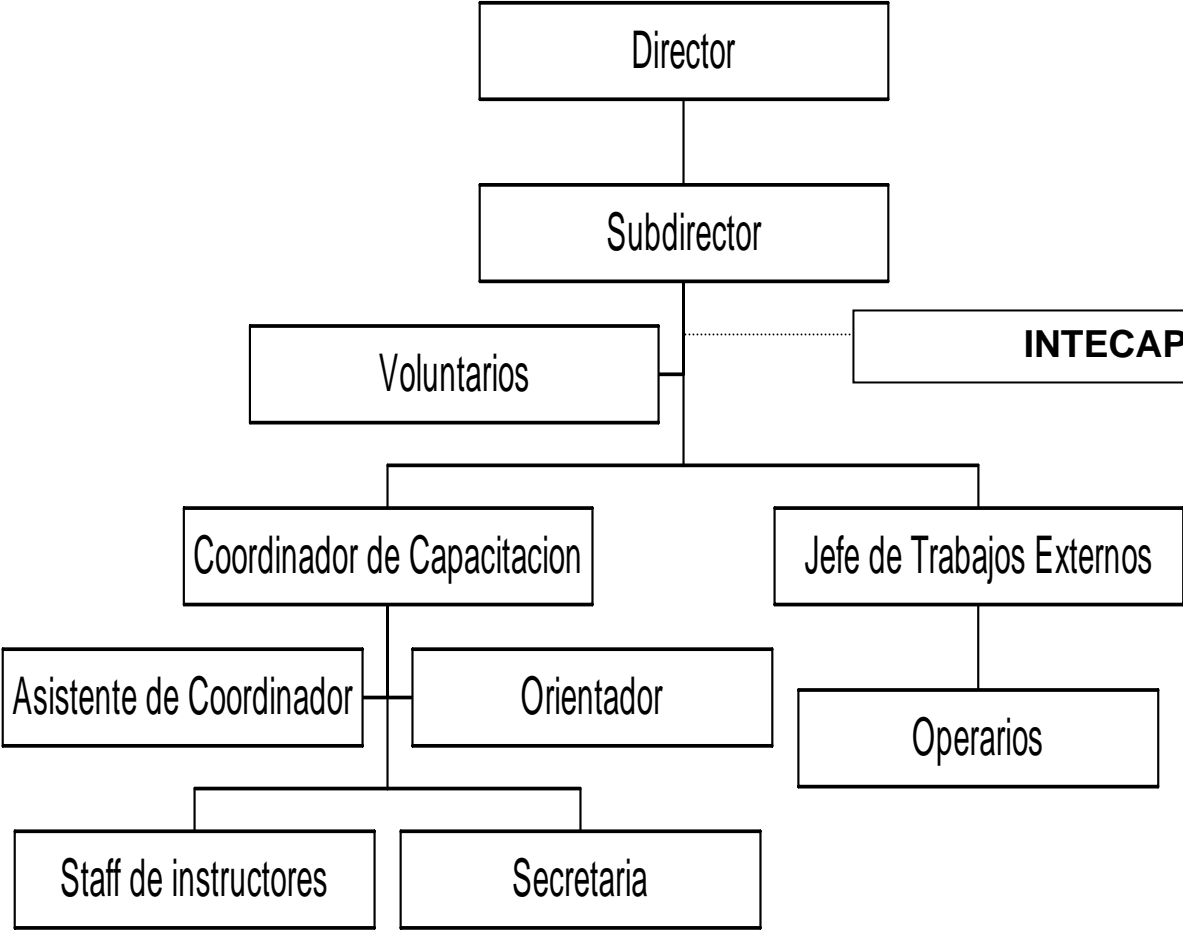 Director
Subdirector
Voluntarios
INTECAP
Coordinador de Capacitacion
Jefe de Trabajos Externos
Asistente de Coordinador
Orientador
Operarios
Staff de instructores
Secretaria